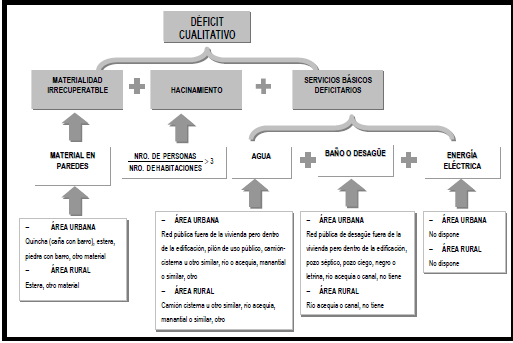 DÉFICIT
CUALITATIVO
MATERIALIDAD
IRRECUPERATBLE
HACINAMIENTO
SERVICIOS BÁSICOS
DEFICITARIOS
MATERIAL EN
PAREDES
NRO. DE PERSONAS
NRO. DE HABITACIONES
> 3
AGUA
BAÑO O DESAGÜE
ENERGÍA
ELÉCTRICA
– ÁREA URBANA
Quincha (caña con barro), estera,
piedra con barro, otro material
– ÁREA RURAL
Estera, otro material
– ÁREA URBANA
Red pública fuera de la vivienda pero dentro
de la edificación, pilón de uso público, camión-
cisterna u otro similar, río o acequia, manantial
o similar, otro
– ÁREA RURAL
Camión cisterna u otro similar, río acequia,
manantial o similar, otro
– ÁREA URBANA
Red pública de desagüe fuera de la
vivienda pero dentro de la edificación,
pozo séptico, pozo ciego, negro o
letrina, río acequia o canal, no tiene
– ÁREA RURAL
Río acequia o canal, no tiene
– ÁREA URBANA
No dispone
– ÁREA RURAL
No dispone